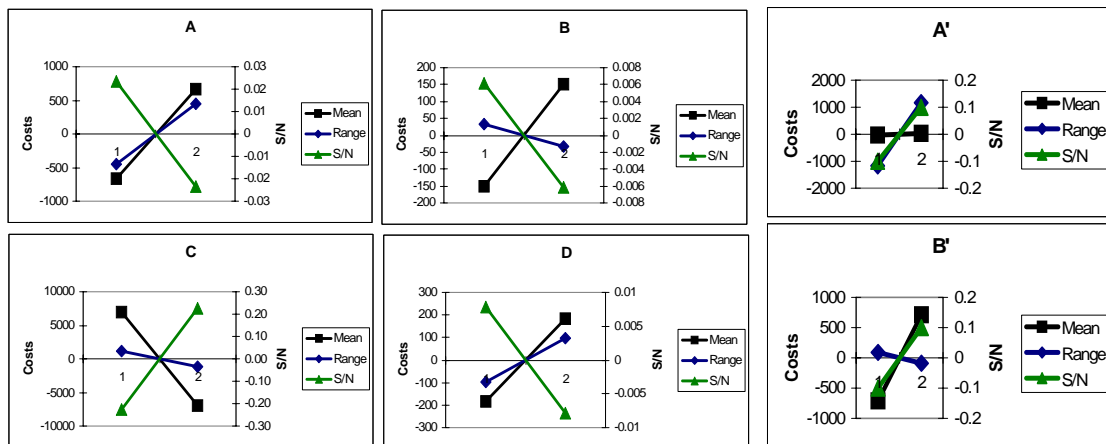 A
Costs
S/N
1000
500
0
-500
-1000
0.03
0.02
0.01
0
-0.01
-0.02
-0.03
1
2
Mean
Range
S/N
B
Costs
S/N
200
150
100
50
0
-50
-100
-150
-200
0.008
0.006
0.004
0.002
0
-0.002
-0.004
-0.006
-0.008
1
2
Mean
Range
S/N
A'
Costs
S/N
2000
1000
0
-1000
-2000
0.2
0.1
0
-0.1
-0.2
1
2
Mean
Range
S/N
C
Costs
S/N
10000
5000
0
-5000
-10000
0.30
0.20
0.10
0.00
-0.10
-0.20
-0.30
1
2
Mean
Range
S/N
D
Costs
S/N
300
200
100
0
-100
-200
-300
0.01
0.005
0
-0.005
-0.01
1
2
Mean
Range
S/N
B'
Costs
S/N
1000
500
0
-500
-1000
0.2
0.1
0
-0.1
-0.2
1
2
Mean
Range
S/N